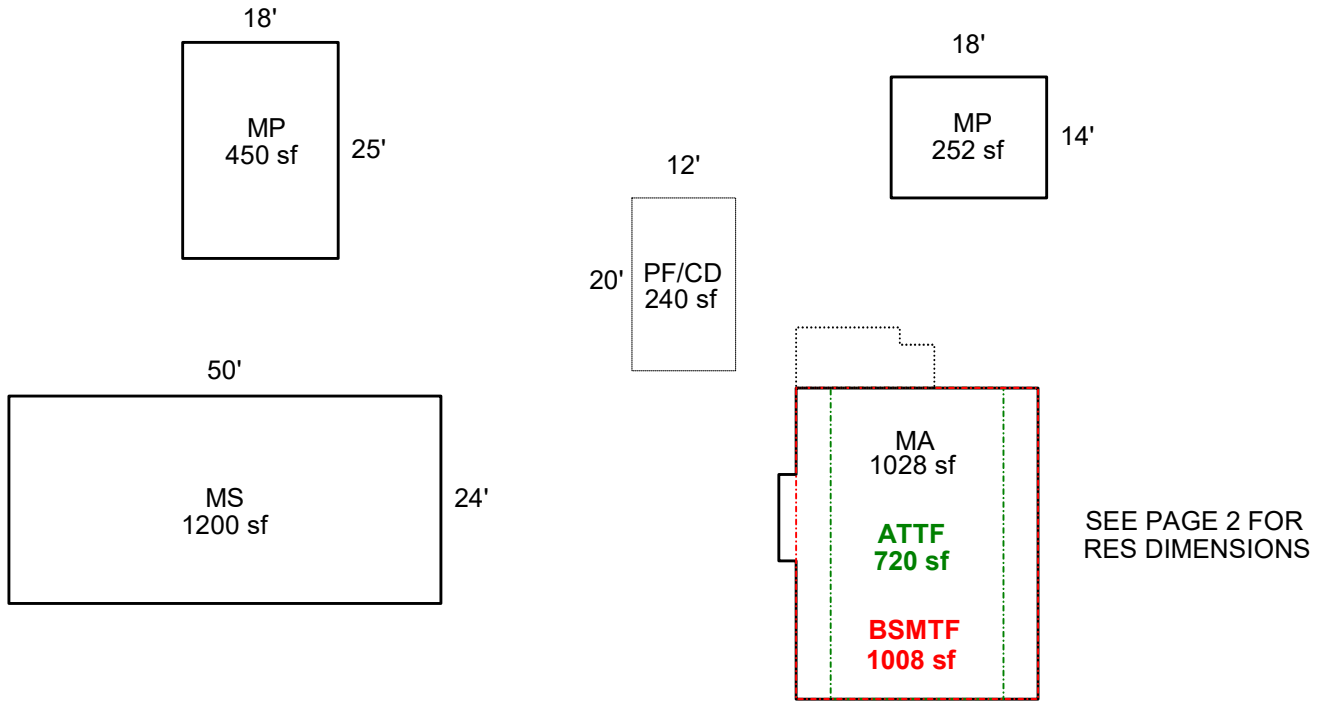 18'
MP
450 sf
25'
18'
MP
252 sf
14'
12'
20'
PF/CD
240 sf
50'
MS
1200 sf
24'
MA
1028 sf
ATTF
720 sf
BSMTF
1008 sf
SEE PAGE 2 FOR
RES DIMENSIONS